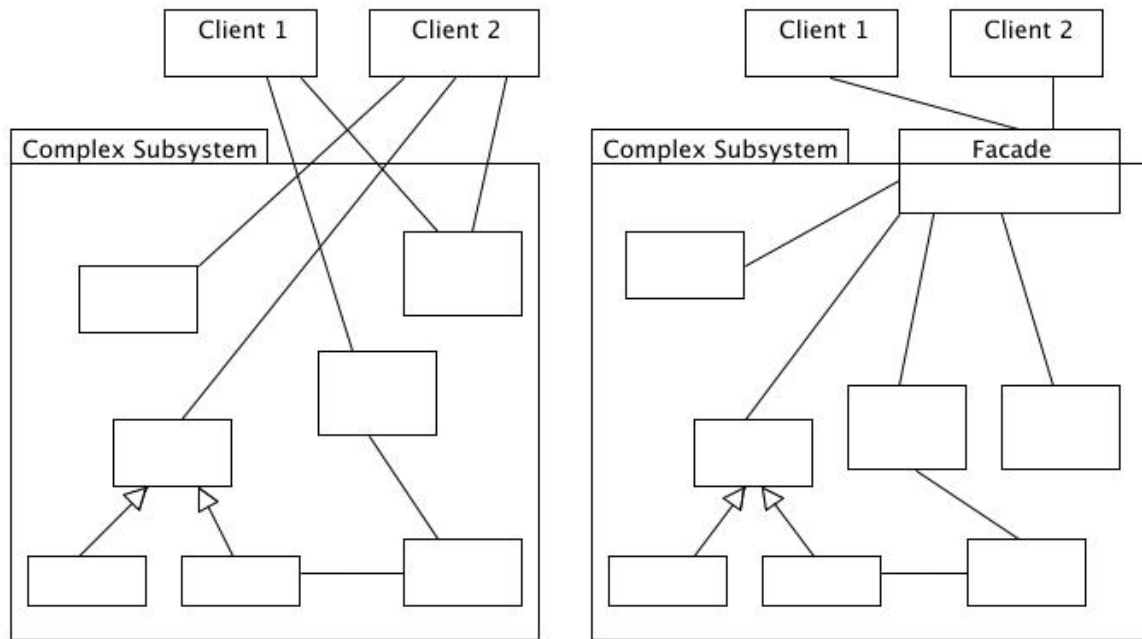 Client 1
Client 2
Complex Subsystem
Client 1
Client 2
Complex Subsystem
Facade